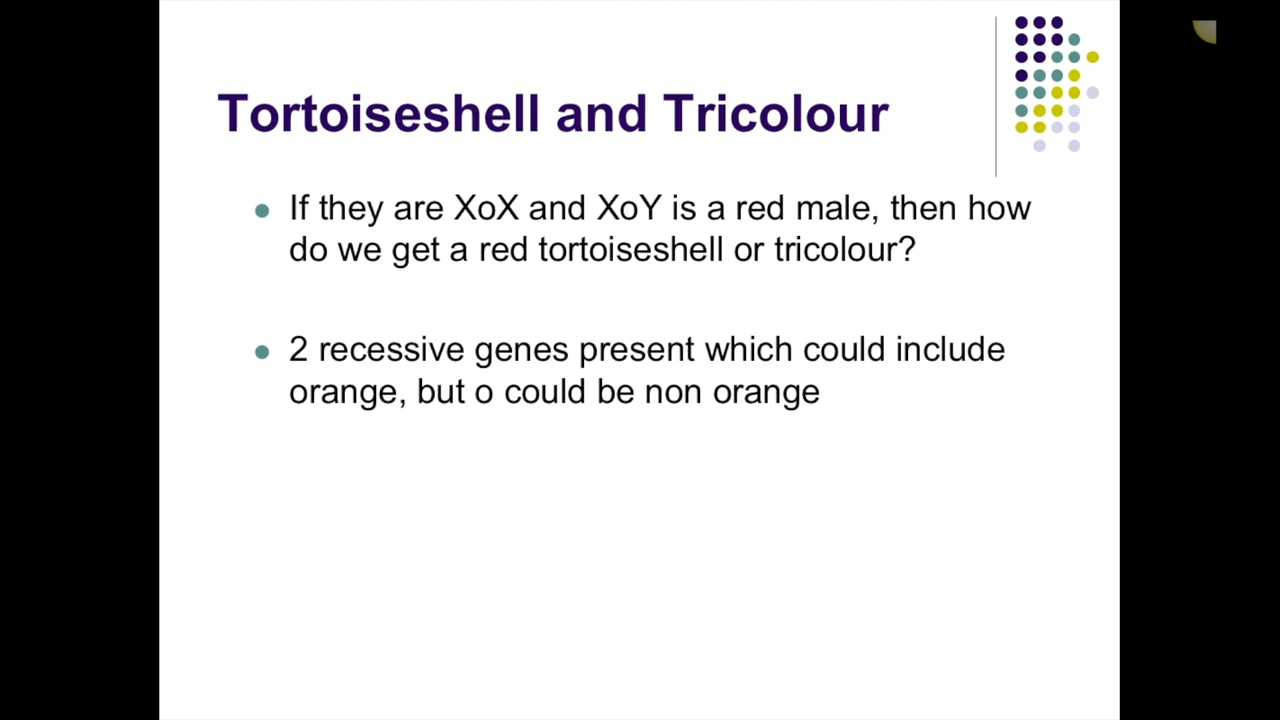 Tortoiseshell and Tricolour
If they are XoX and XoY is a red male, then how
do we get a red tortoiseshell or tricolour?
2 recessive genes present which could include
orange, but o could be non orange